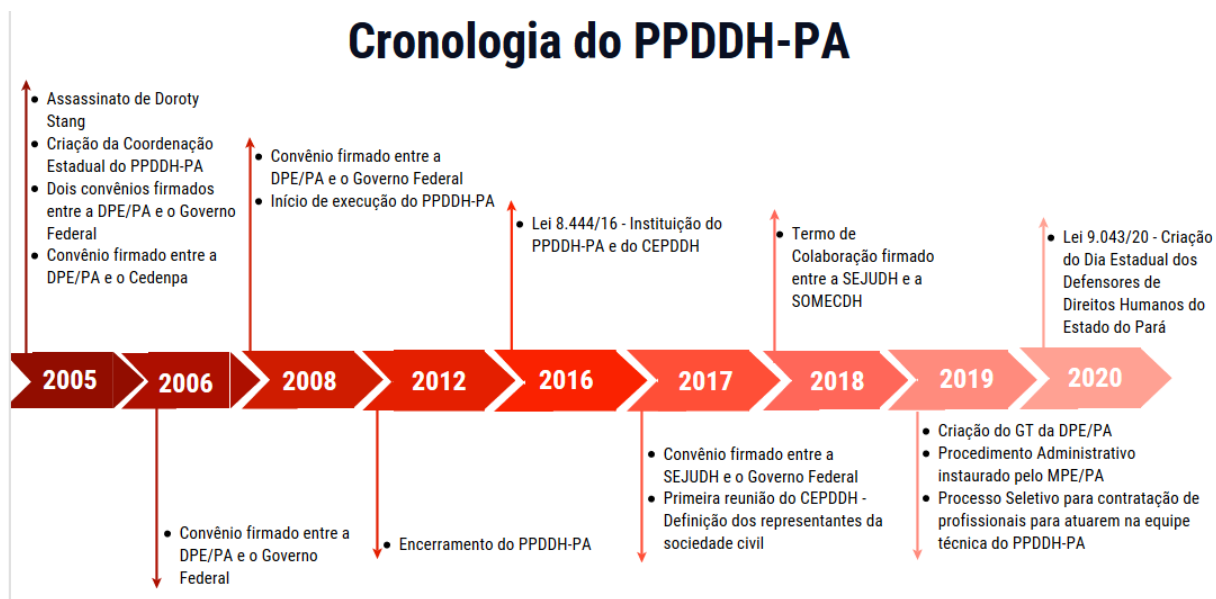 Cronologia do PPDDH-PA
• Assassinato de Doroty
Stang
• Criação da Coordenação
Estadual do PPDDH-PA
• Dois convênios firmados
entre a DPE/PA e o Governo
Federal
• Convênio firmado entre a
DPE/PA e o Cedenpa
• Convênio firmado entre a
DPE/PA e o Governo Federal
• Início de execução do PPDDH-PA
• Lei 8.444/16 - Instituição do
PPDDH-PA e do CEPDDH
• Termo de
Colaboração firmado
entre a SEJUDH e a
SOMECDH
• Lei 9.043/20 - Criação
do Dia Estadual dos
Defensores de
Direitos Humanos do
Estado do Pará
2005
2006
2008
2012
2016
2017
2018
2019
2020
• Convênio firmado entre a
DPE/PA e o Governo
Federal
• Encerramento do PPDDH-PA
• Convênio firmado entre a
SEJUDH e o Governo Federal
• Primeira reunião do CEPDDH -
Definição dos representantes da
sociedade civil
• Criação do GT da DPE/PA
• Procedimento Administrativo
instaurado pelo MPE/PA
• Processo Seletivo para contratação de
profissionais para atuarem na equipe
técnica do PPDDH-PA